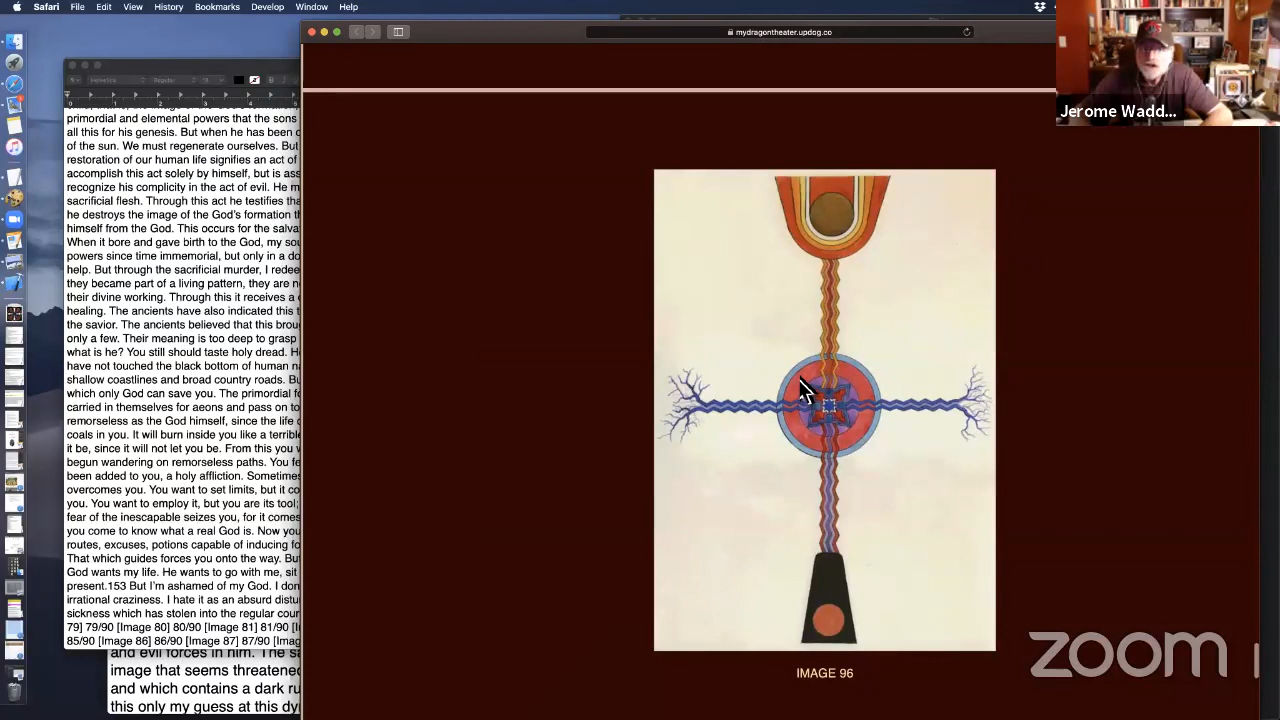 Safari File Edit View History Bookmarks Develop Window Help
mydragontheater.updog.co
Jerome Wadd...
Helvetica
Regular
0 1 2 3 4 5
primordial and elemental powers that the sons
all this for his genesis. But when he has been
of the sun. We must regenerate ourselves. But
restoration of our human life signifies an act of
accomplish this act solely by himself, but is
recognize his complicity in the act of evil. He
sacrificial flesh. Through this act he testifies
he destroys the image of the God's formation
himself from the God. This occurs for the
When it bore and gave birth to the God, my
powers since time immemorial, but only in a
help. But through the sacrificial murder, I
they became part of a living pattern, they are
their divine working. Through this it receives a
healing. The ancients have also indicated this
the savior. The ancients believed that this
only a few. Their meaning is too deep to grasp
what is he? You still should taste holy dread.
have not touched the black bottom of human
shallow coastlines and broad country roads.
which only God can save you. The primordial
carried in themselves for aeons and pass on to
remorseless as the God himself, since the life
coals in you. It will burn inside you like a terrible
it be, since it will not let you be. From this you
begun wandering on remorseless paths. You
been added to you, a holy affliction. Sometimes
overcomes you. You want to set limits, but it
you. You want to employ it, but you are its tool;
fear of the inescapable seizes you, for it comes
you come to know what a real God is. Now
routes, excuses, potions capable of inducing
That which guides forces you onto the way.
God wants my life. He wants to go with me, sit
present.153 But I'm ashamed of my God. I
irrational craziness. I hate it as an absurd
sickness which has stolen into the regular
79] 79/90 [Image 80] 80/90 [Image 81] 81/90
85/90 [Image 86] 86/90 [Image 87] 87/90
and evil forces in him. The
image that seems threatened
and which contains a dark
this only my guess at this
IMAGE 96
zoom